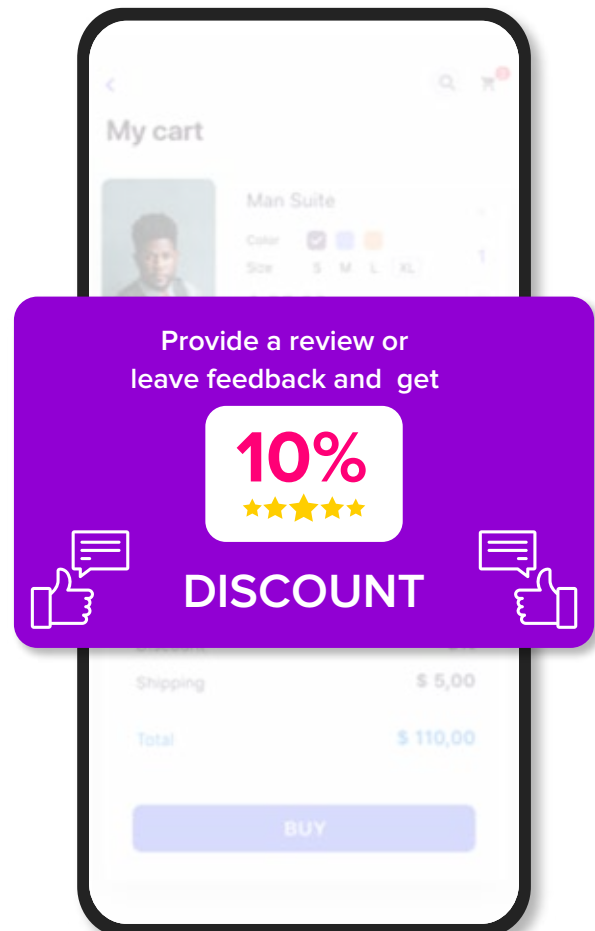 My cart
Man Suite
Color
Size S M L XL
1
Provide a review or
leave feedback and get
10%
DISCOUNT
Shipping $ 5,00
Total $ 110,00
BUY